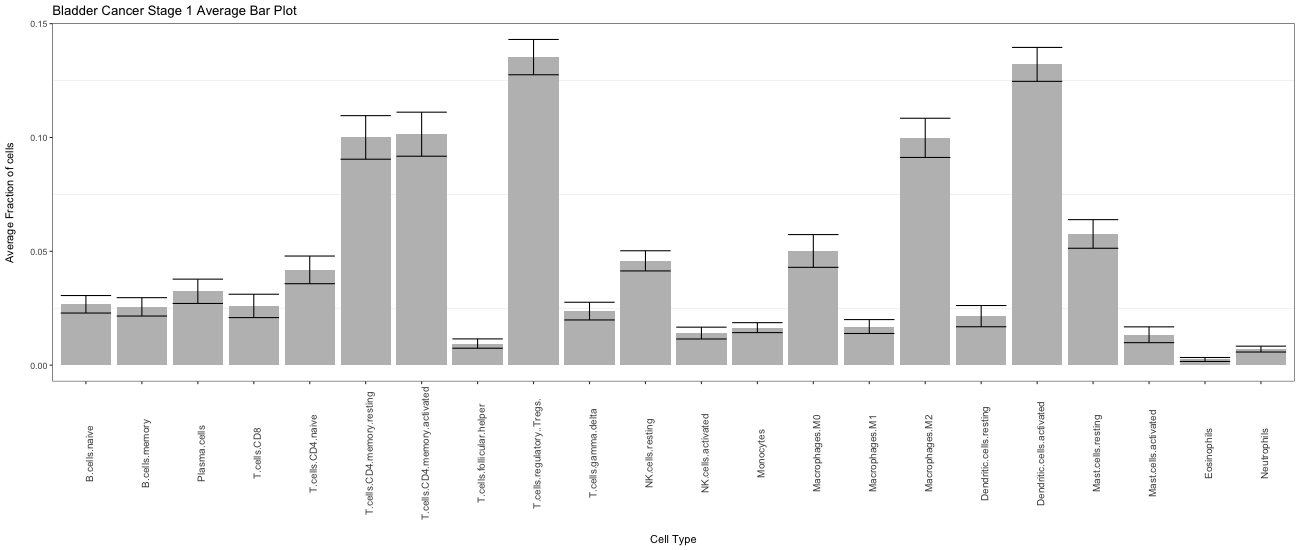 Bladder Cancer Stage 1 Average Bar Plot
Average Fraction of cells
0.15
0.10
0.05
0.00
B.cells.naive
B.cells.memory
Plasma.cells
T.cells.CD8
T.cells.CD4.naive
T.cells.CD4.memory.resting
T.cells.CD4.memory.activated
T.cells.follicular.helper
T.cells.regulatory..Tregs.
T.cells.gamma.delta
NK.cells.resting
NK.cells.activated
Monocytes
Macrophages.M0
Macrophages.M1
Macrophages.M2
Dendritic.cells.resting
Dendritic.cells.activated
Mast.cells.resting
Mast.cells.activated
Eosinophils
Neutrophils
Cell Type